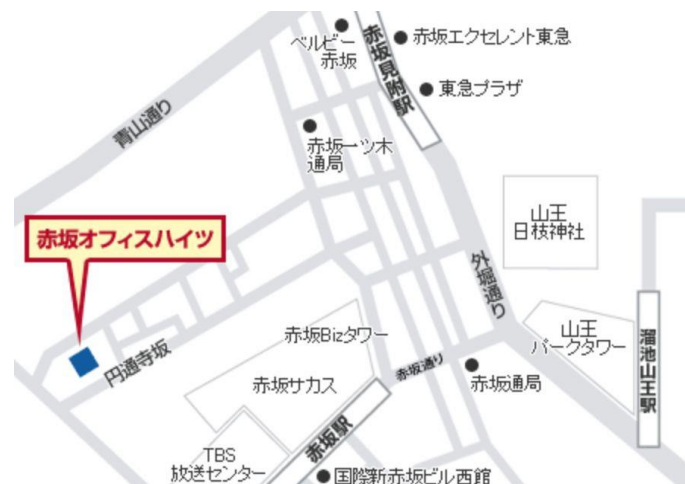 ベルビー
赤坂
赤坂見附駅
赤坂エクセレント東急
東急プラザ
青山通り
赤坂一ツ木
通局
山王
日枝神社
赤坂オフィスハイツ
外堀通り
赤坂Bizタワー
山王
パークタワー
溜池山王駅
円通寺坂
赤坂通り
赤坂サカス
赤坂通局
赤坂駅
TBS
放送センター
国際新赤坂ビル西館